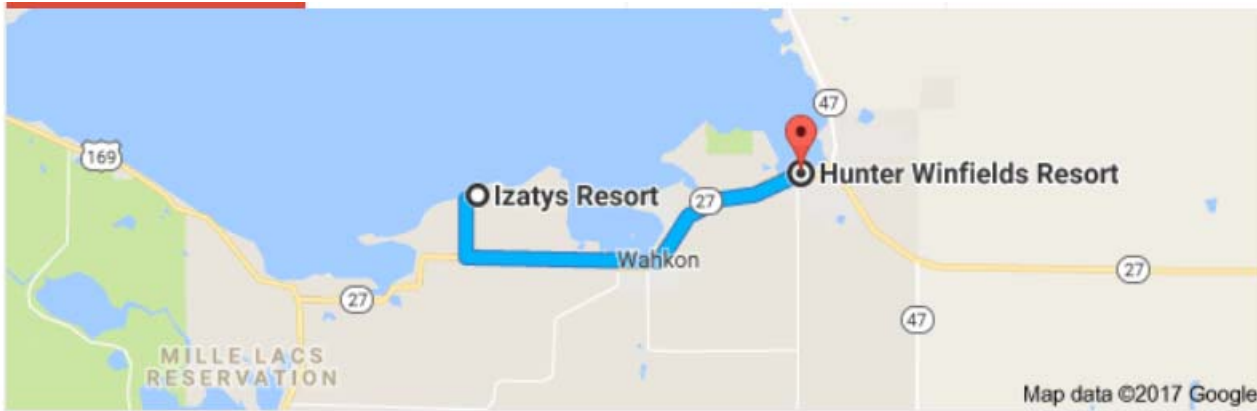 47
169
Hunter Winfields Resort
Izatys Resort
27
Wahkon
27
27
47
MILLE LACS
RESERVATION
Map data ©2017 Google